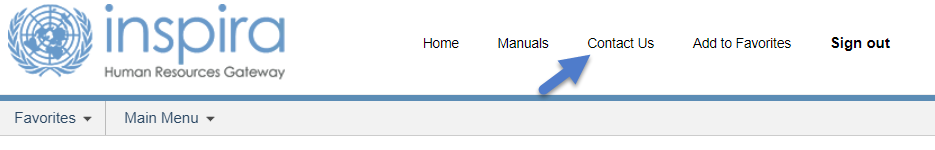 inspira
Human Resources Gateway
Home Manuals Contact Us Add to Favorites Sign out
Favorites Main Menu